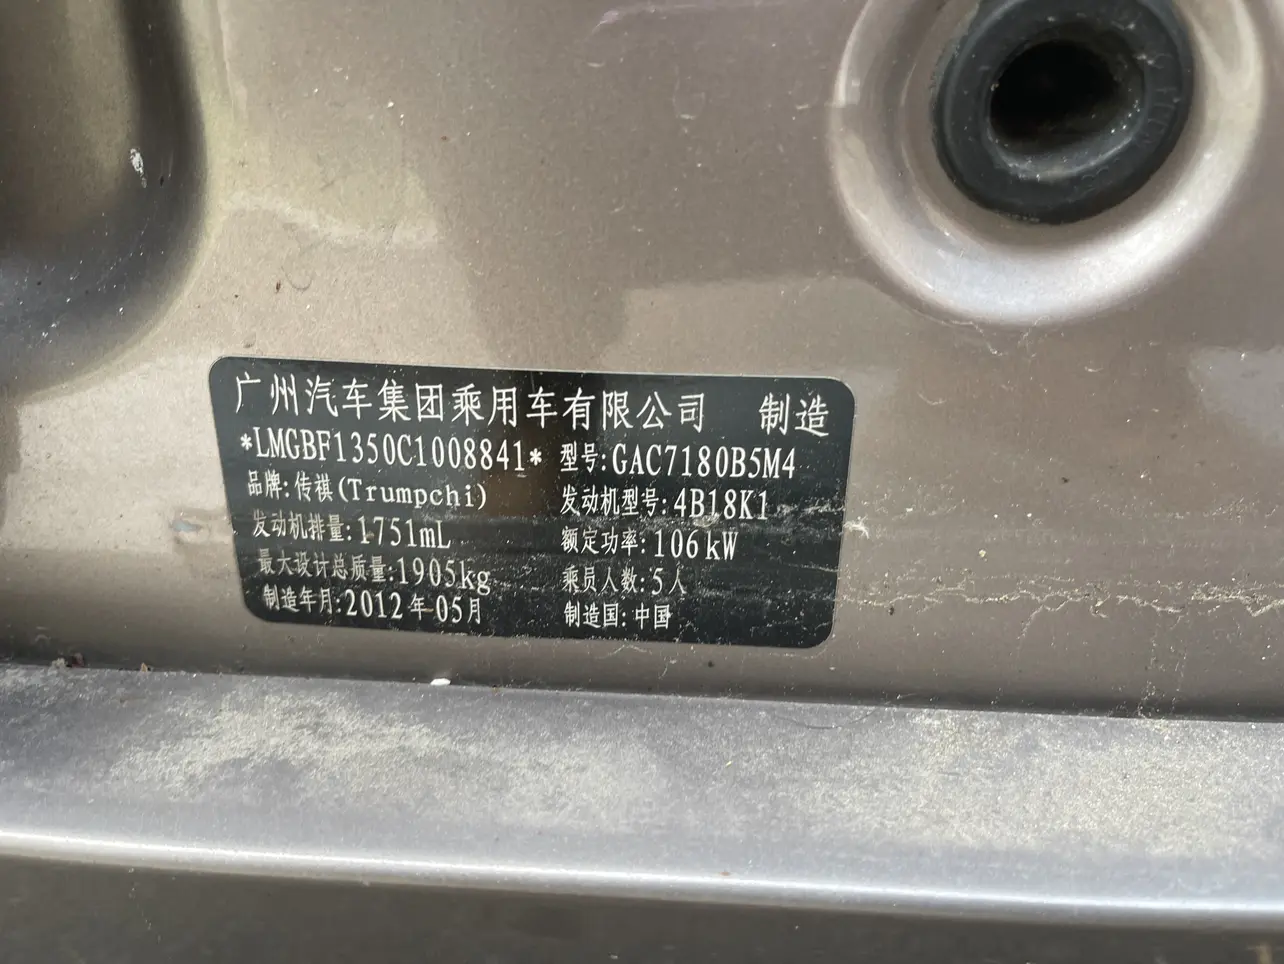 广州汽车集团乘用车有限公司 制造
*LMGBF1350C1008841* 型号:GAC7180B5M4
品牌:传祺(Trumpchi) 发动机型号:4B18K1
发动机排量:1751mL 额定功率:106kW
最大设计总质量:1905kg 乘员人数:5人
制造年月:2012年05月 制造国:中国